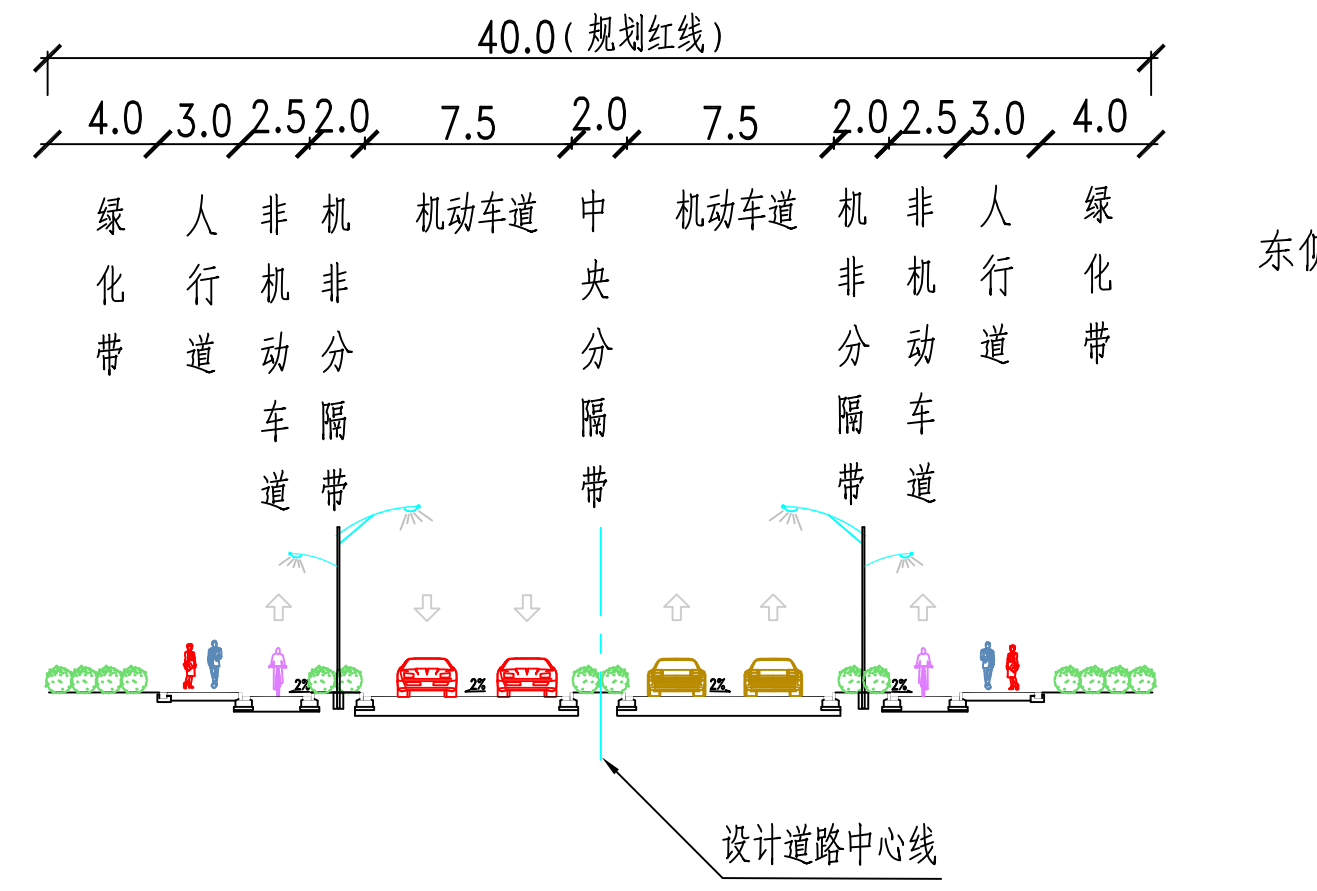 40.0(规划红线)
4.0 3.0 2.5 2.0 7.5 2.0 7.5 2.0 2.5 3.0 4.0
绿化带
人行道
非机动车道
机非分隔带
机动车道
中央分隔带
机动车道
机非分隔带
非机动车道
人行道
绿化带
东侧
2% 2% 2% 2%
设计道路中心线